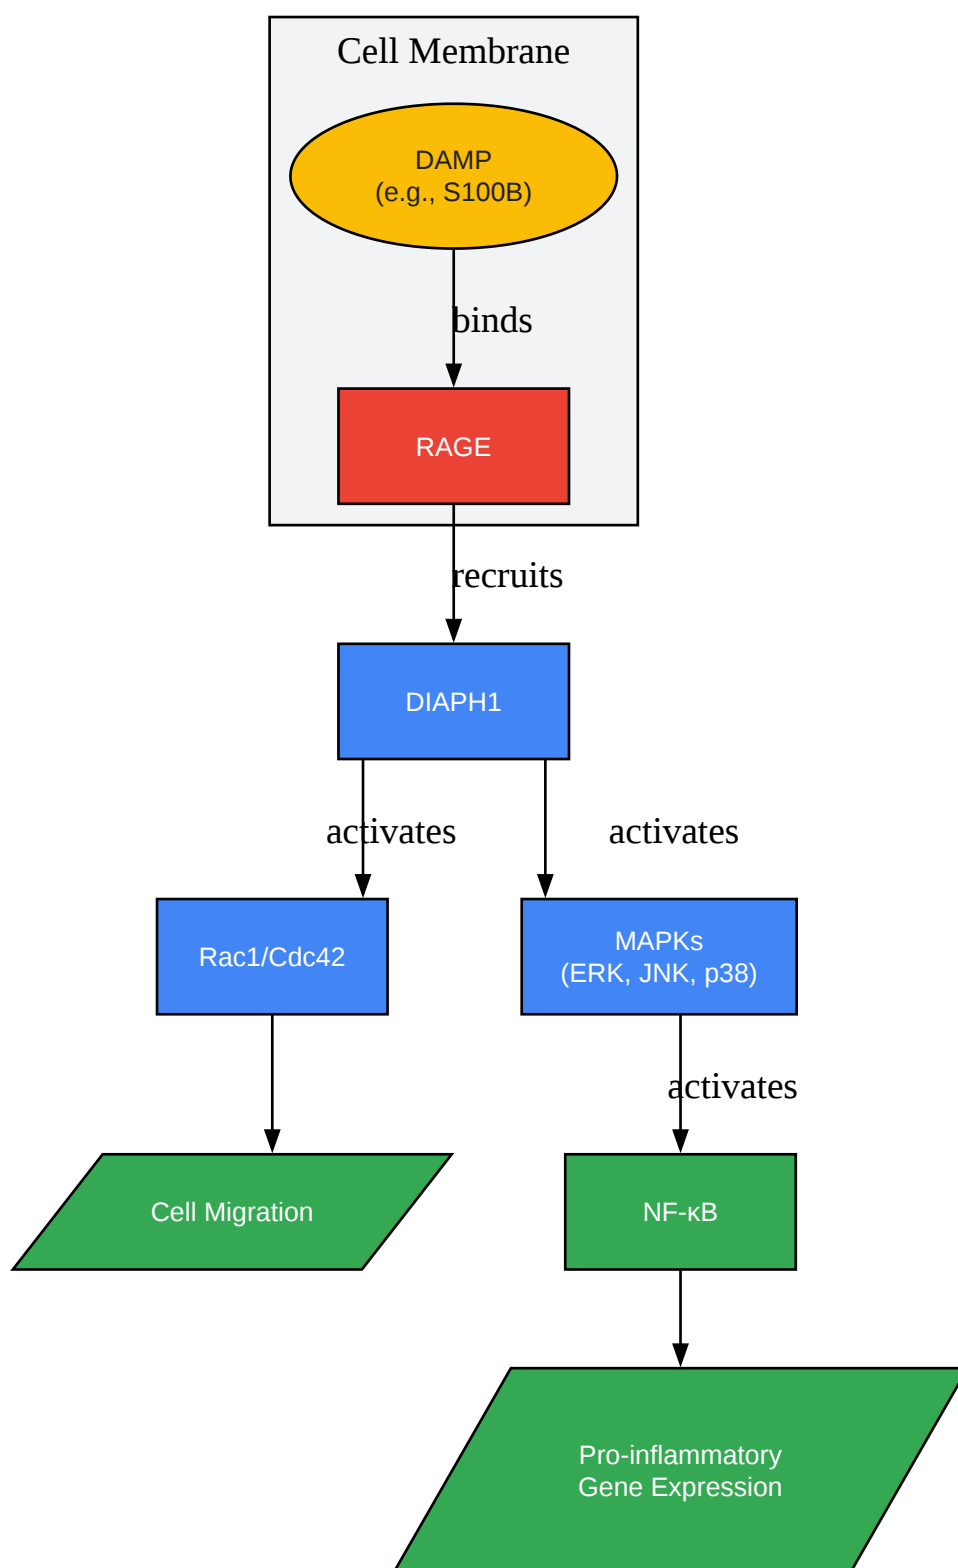 Cell Membrane
DAMP
(e.g., S100B)
binds
RAGE
recruits
DIAPH1
activates
activates
Rac1/Cdc42
MAPKs
(ERK, JNK, p38)
activates
Cell Migration
NF-κB
Pro-inflammatory
Gene Expression